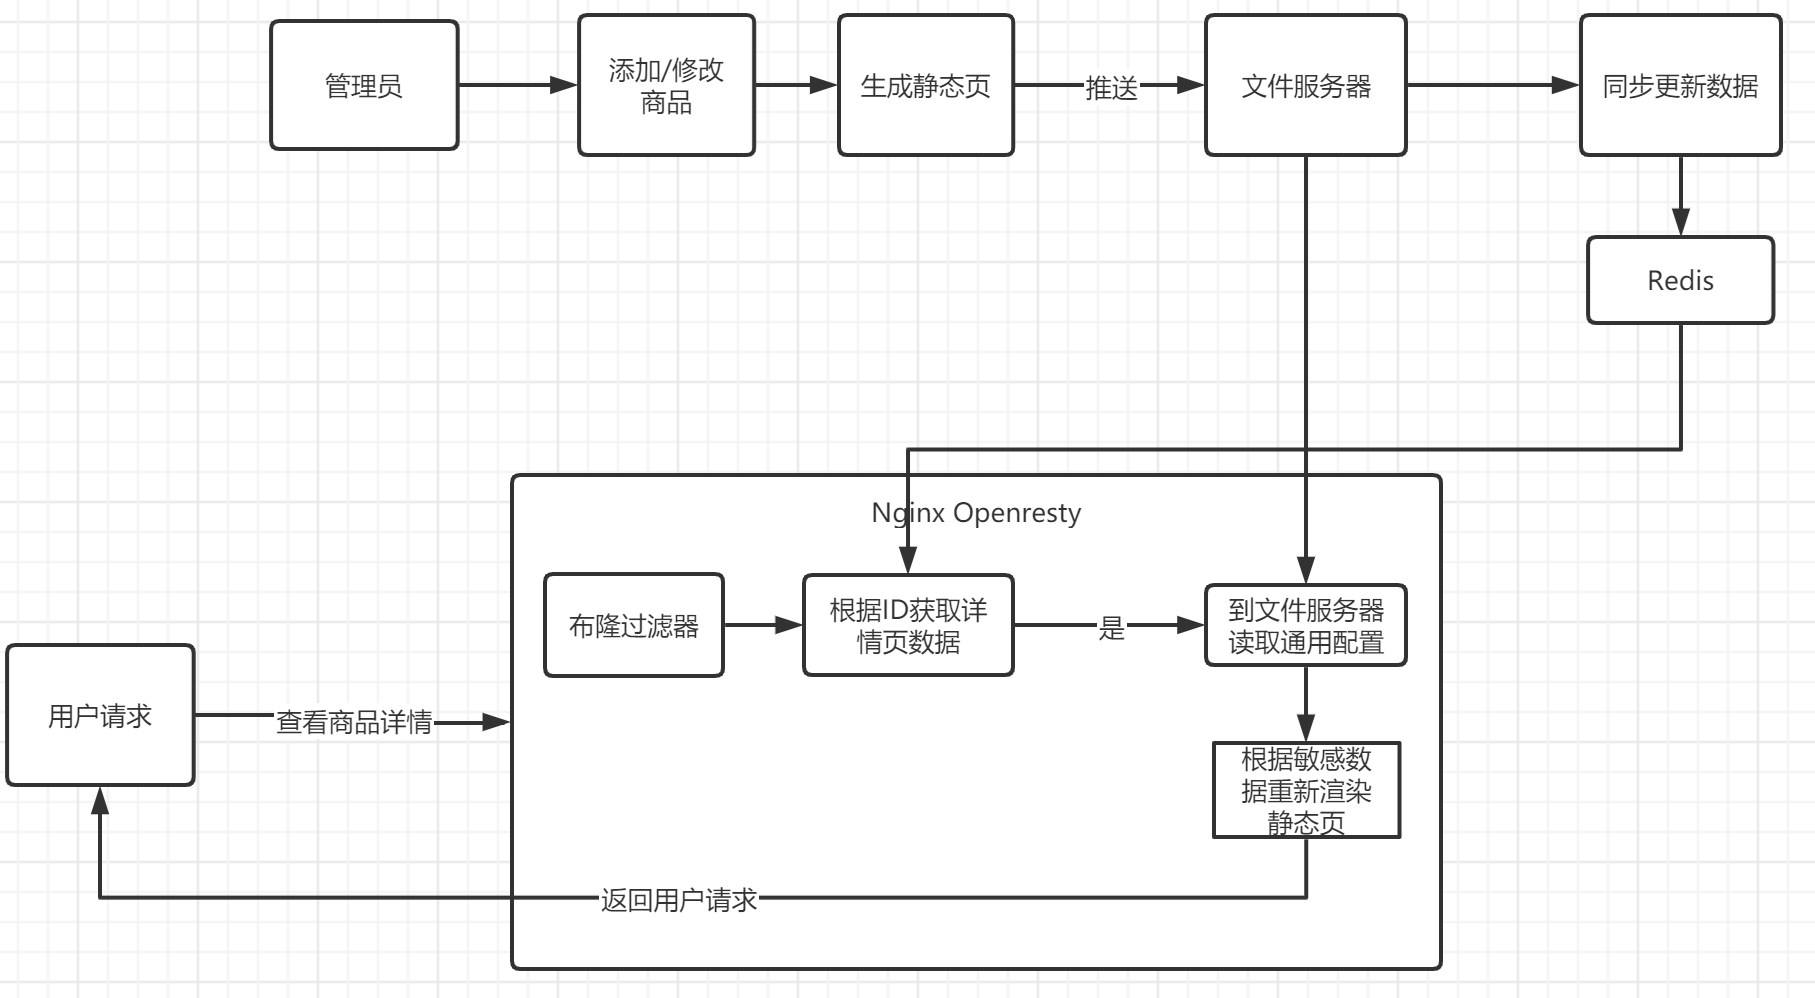 管理员
添加/修改
商品
生成静态页
推送
文件服务器
同步更新数据
Redis
Nginx Openresty
布隆过滤器
根据ID获取详
情页数据
是
到文件服务器
读取通用配置
用户请求
查看商品详情
根据敏感数
据重新渲染
静态页
返回用户请求